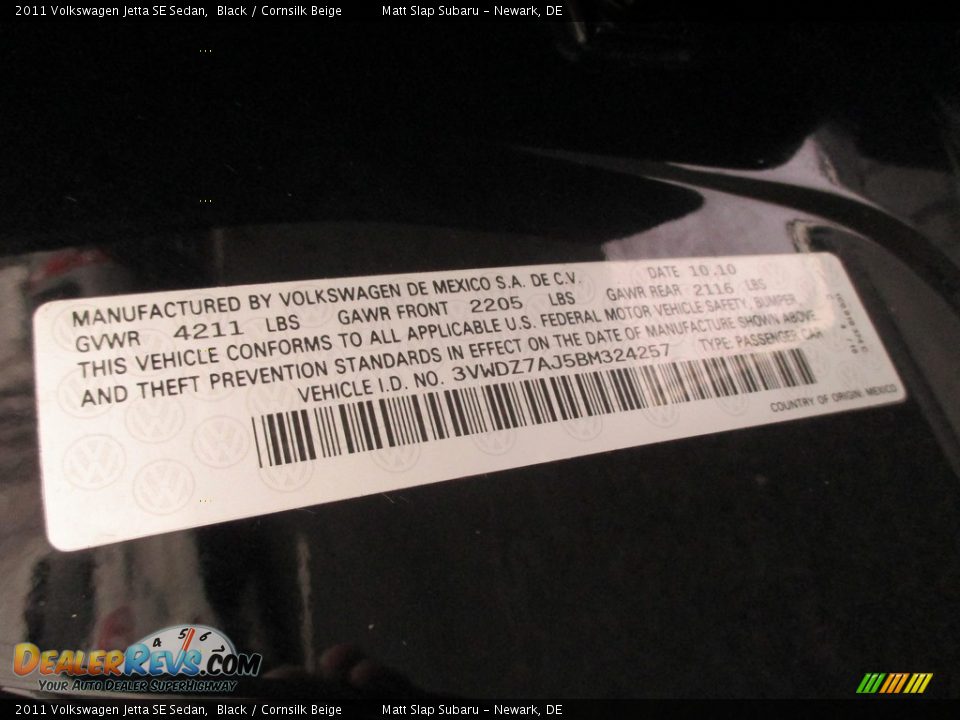 2011 Volkswagen Jetta SE Sedan, Black / Cornsilk Beige Matt Slap Subaru - Newark, DE
MANUFACTURED BY VOLKSWAGEN DE MEXICO S.A. DE C.V. DATE 10.10
GVWR 4211 LBS GAWR FRONT 2205 LBS GAWR REAR 2116 LBS
THIS VEHICLE CONFORMS TO ALL APPLICABLE U.S. FEDERAL MOTOR VEHICLE SAFETY, BUMPER,
AND THEFT PREVENTION STANDARDS IN EFFECT ON THE DATE OF MANUFACTURE SHOWN ABOVE.
VEHICLE I.D. NO. 3VWDZ7AJ5BM324257 TYPE: PASSENGER CAR
COUNTRY OF ORIGIN: MEXICO
4 5 6
DEALERREVS.COM
YOUR AUTO DEALER SUPERHIGHWAY
2011 Volkswagen Jetta SE Sedan, Black / Cornsilk Beige Matt Slap Subaru - Newark, DE